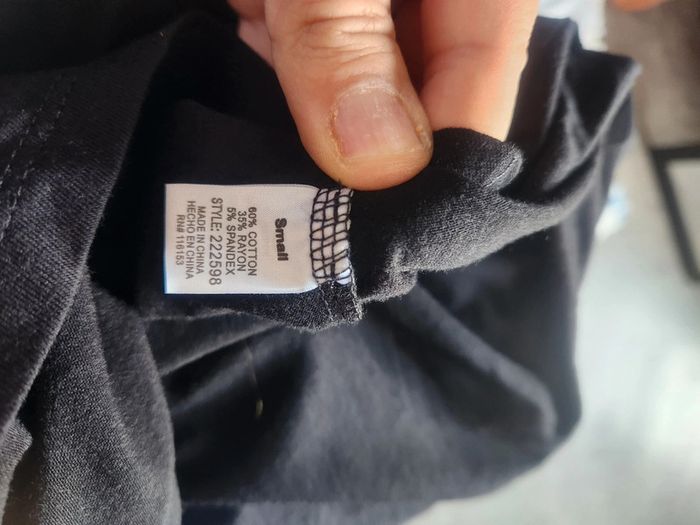 Small
60% COTTON
35% RAYON
5% SPANDEX
STYLE: 222598
MADE IN CHINA
HECHO EN CHINA
RN# 116153